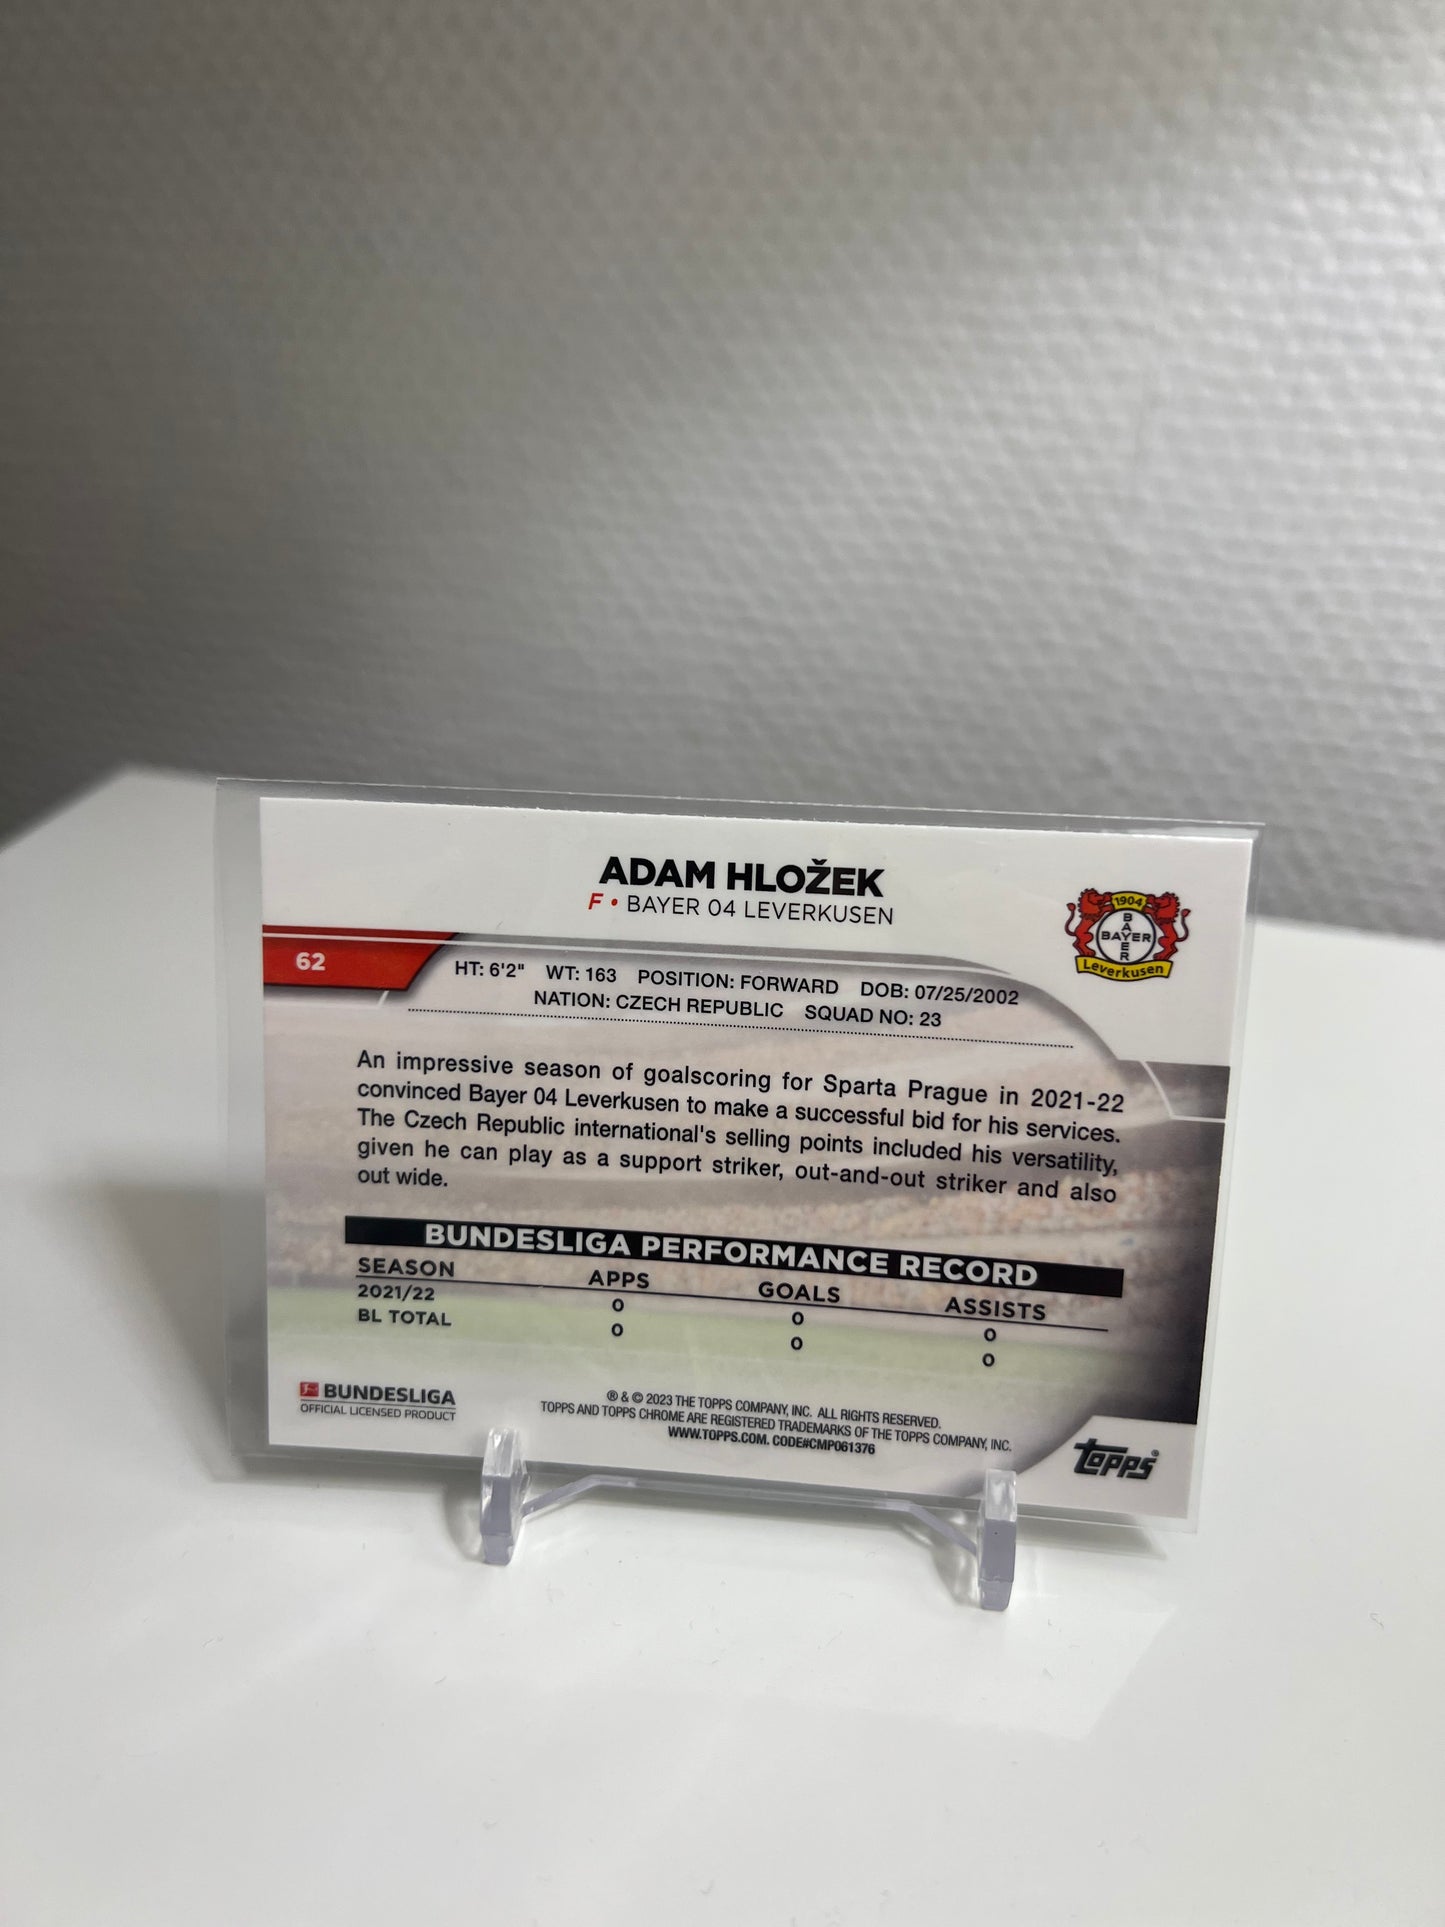 ADAM HLOŽEK
F • BAYER 04 LEVERKUSEN
1904
BAYER
BAYER
Leverkusen
62
HT: 6'2" WT: 163 POSITION: FORWARD DOB: 07/25/2002
NATION: CZECH REPUBLIC SQUAD NO: 23
An impressive season of goalscoring for Sparta Prague in 2021-22
convinced Bayer 04 Leverkusen to make a successful bid for his services.
The Czech Republic international's selling points included his versatility,
given he can play as a support striker, out-and-out striker and also
out wide.
BUNDESLIGA PERFORMANCE RECORD
SEASON APPS GOALS ASSISTS
2021/22 0 0 0
BL TOTAL 0 0 0
BUNDESLIGA
OFFICIAL LICENSED PRODUCT
® & © 2023 THE TOPPS COMPANY, INC. ALL RIGHTS RESERVED.
TOPPS AND TOPPS CHROME ARE REGISTERED TRADEMARKS OF THE TOPPS COMPANY, INC.
WWW.TOPPS.COM. CODE#CMP061376
topps®